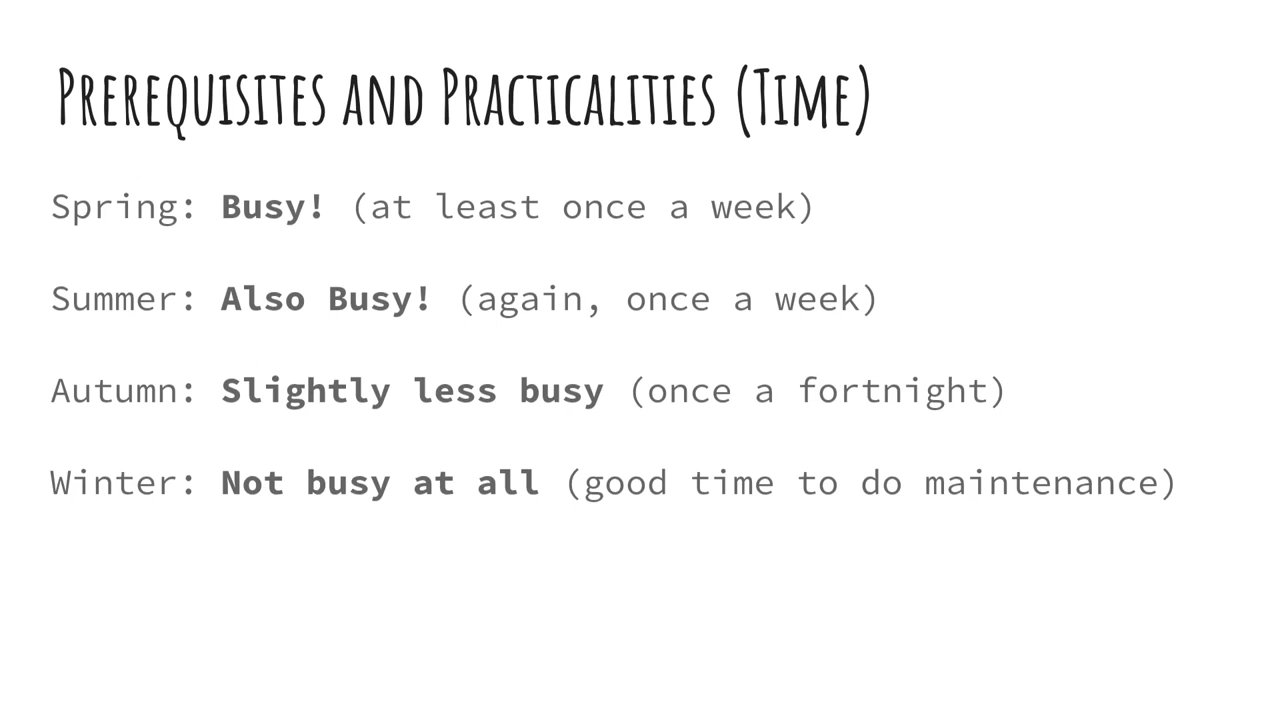 Prerequisites and Practicalities (Time)
Spring: Busy! (at least once a week)
Summer: Also Busy! (again, once a week)
Autumn: Slightly less busy (once a fortnight)
Winter: Not busy at all (good time to do maintenance)